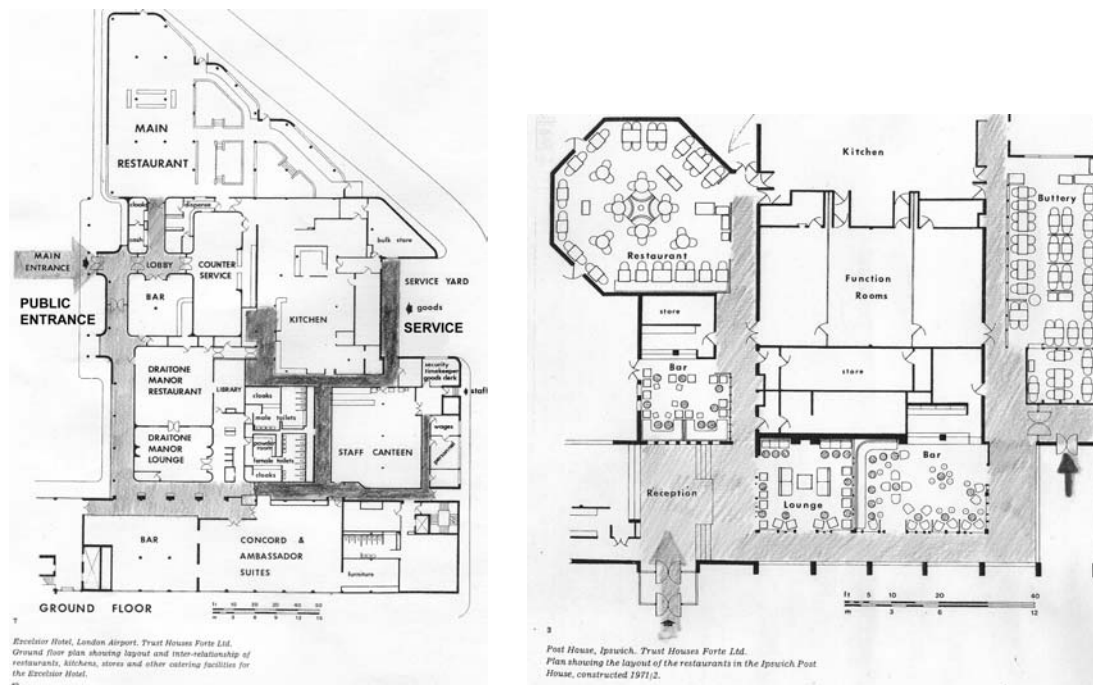 MAIN
RESTAURANT
cloaks
dispense
cash
MAIN
ENTRANCE
LOBBY
COUNTER
SERVICE
bulk store
PUBLIC
ENTRANCE
BAR
SERVICE YARD
goods
SERVICE
KITCHEN
DRAITONE
MANOR
RESTAURANT
LIBRARY
security
timekeeper
goods clerk
staff
cloaks
male toilets
wages
DRAITONE
MANOR
LOUNGE
female toilets
cloaks
STAFF CANTEEN
personnel
BAR
CONCORD &
AMBASSADOR
SUITES
furniture
GROUND FLOOR
Excelsior Hotel, London Airport. Trust Houses Forte Ltd.
Ground floor plan showing layout and inter-relationship of
restaurants, kitchens, stores and other catering facilities for
the Excelsior Hotel.
Kitchen
Buttery
Restaurant
Function
Rooms
store
Bar
store
Reception
Lounge
Bar
ft 5 10 20 40
m 3 6 12
3
Post House, Ipswich. Trust Houses Forte Ltd.
Plan showing the layout of the restaurants in the Ipswich Post
House, constructed 1971/2.